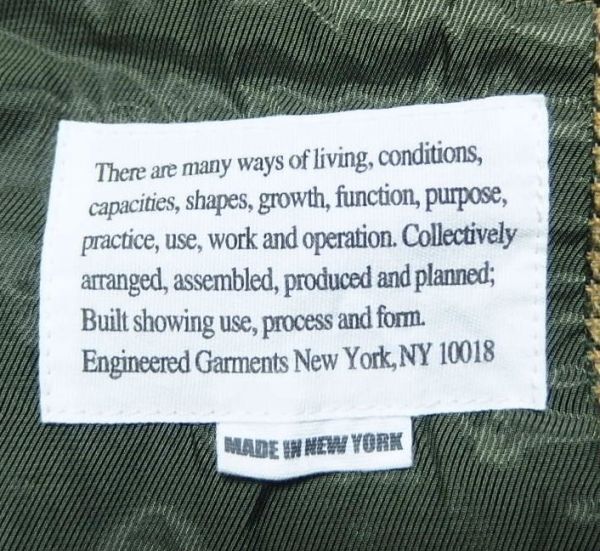 There are many ways of living, conditions,
capacities, shapes, growth, function, purpose,
practice, use, work and operation. Collectively
arranged, assembled, produced and planned;
Built showing use, process and form.
Engineered Garments New York, NY 10018
MADE IN NEW YORK